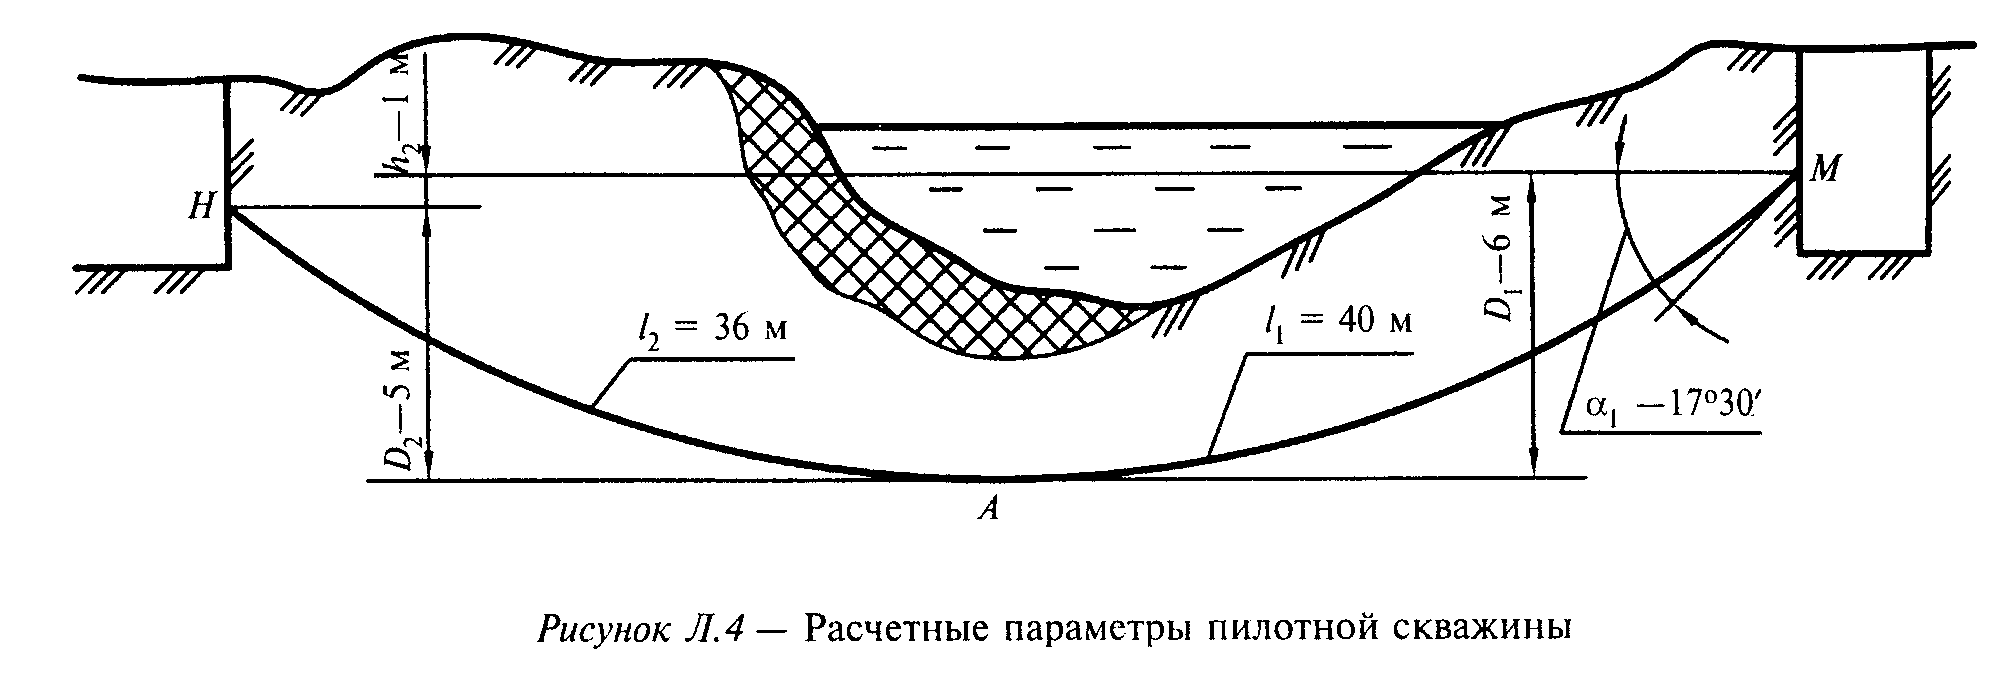 h₂—1 м
H
M
D₁—6 м
l₂ = 36 м
l₁ = 40 м
D₂—5 м
α₁ —17°30′
A
Рисунок Л.4 — Расчетные параметры пилотной скважины